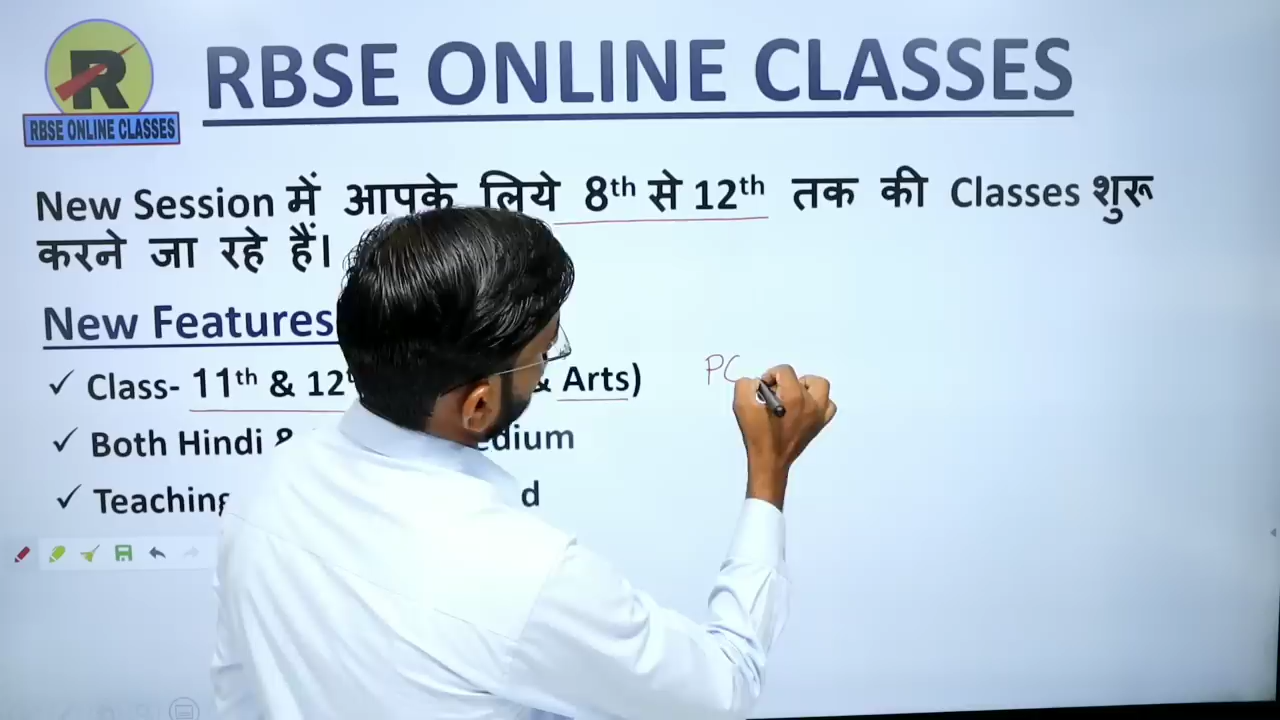 R
RBSE ONLINE CLASSES
RBSE ONLINE CLASSES
New Session में आपके लिये 8th से 12th तक की Classes शुरू
करने जा रहे हैं।
New Features
✓ Class- 11th & 12 & Arts)
PC
✓ Both Hindi &
✓ Teaching